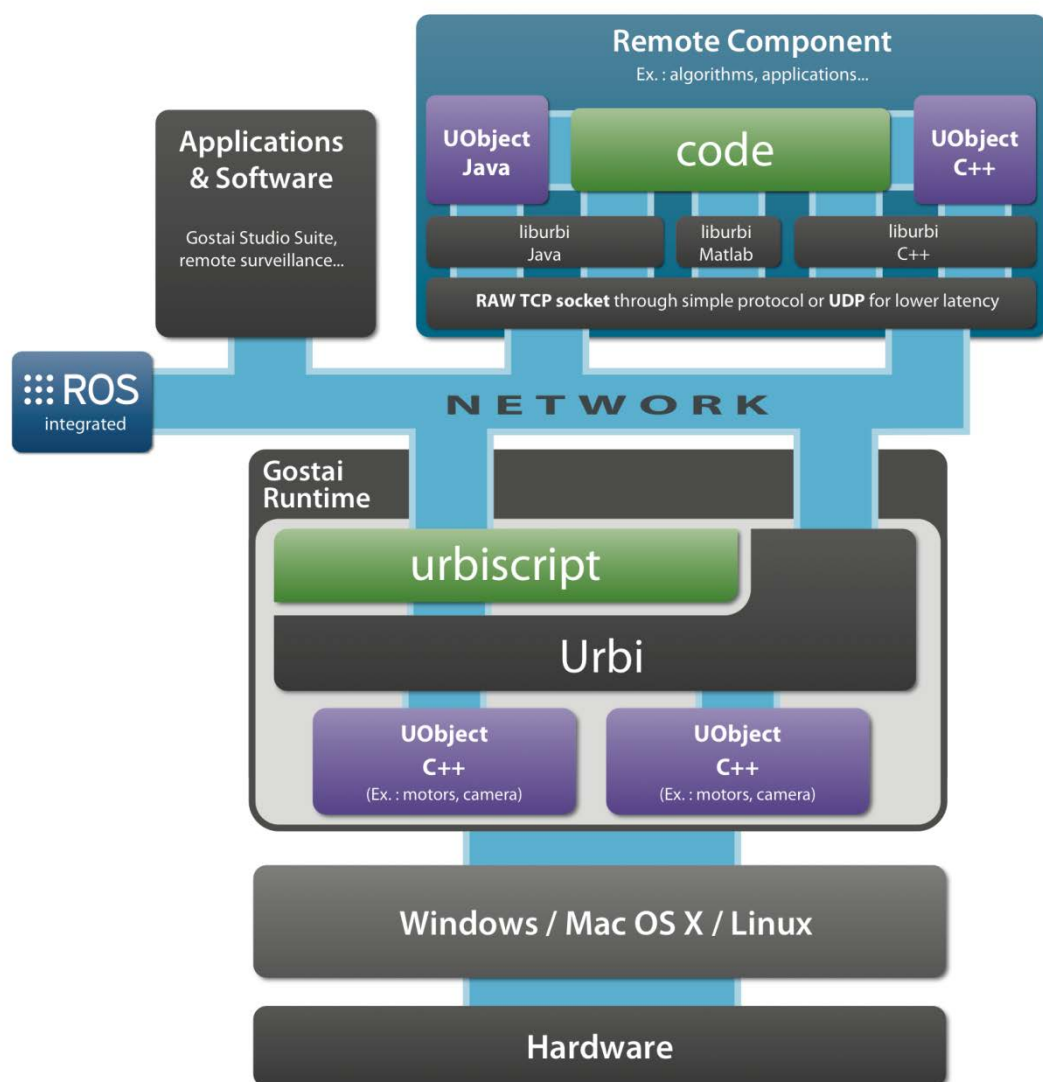 Remote Component
Ex. : algorithms, applications...
UObject
Java
code
UObject
C++
liburbi
Java
liburbi
Matlab
liburbi
C++
RAW TCP socket through simple protocol or UDP for lower latency
Applications
& Software
Gostai Studio Suite,
remote surveillance...
ROS
integrated
NETWORK
Gostai
Runtime
urbiscript
Urbi
UObject
C++
(Ex. : motors, camera)
UObject
C++
(Ex. : motors, camera)
Windows / Mac OS X / Linux
Hardware